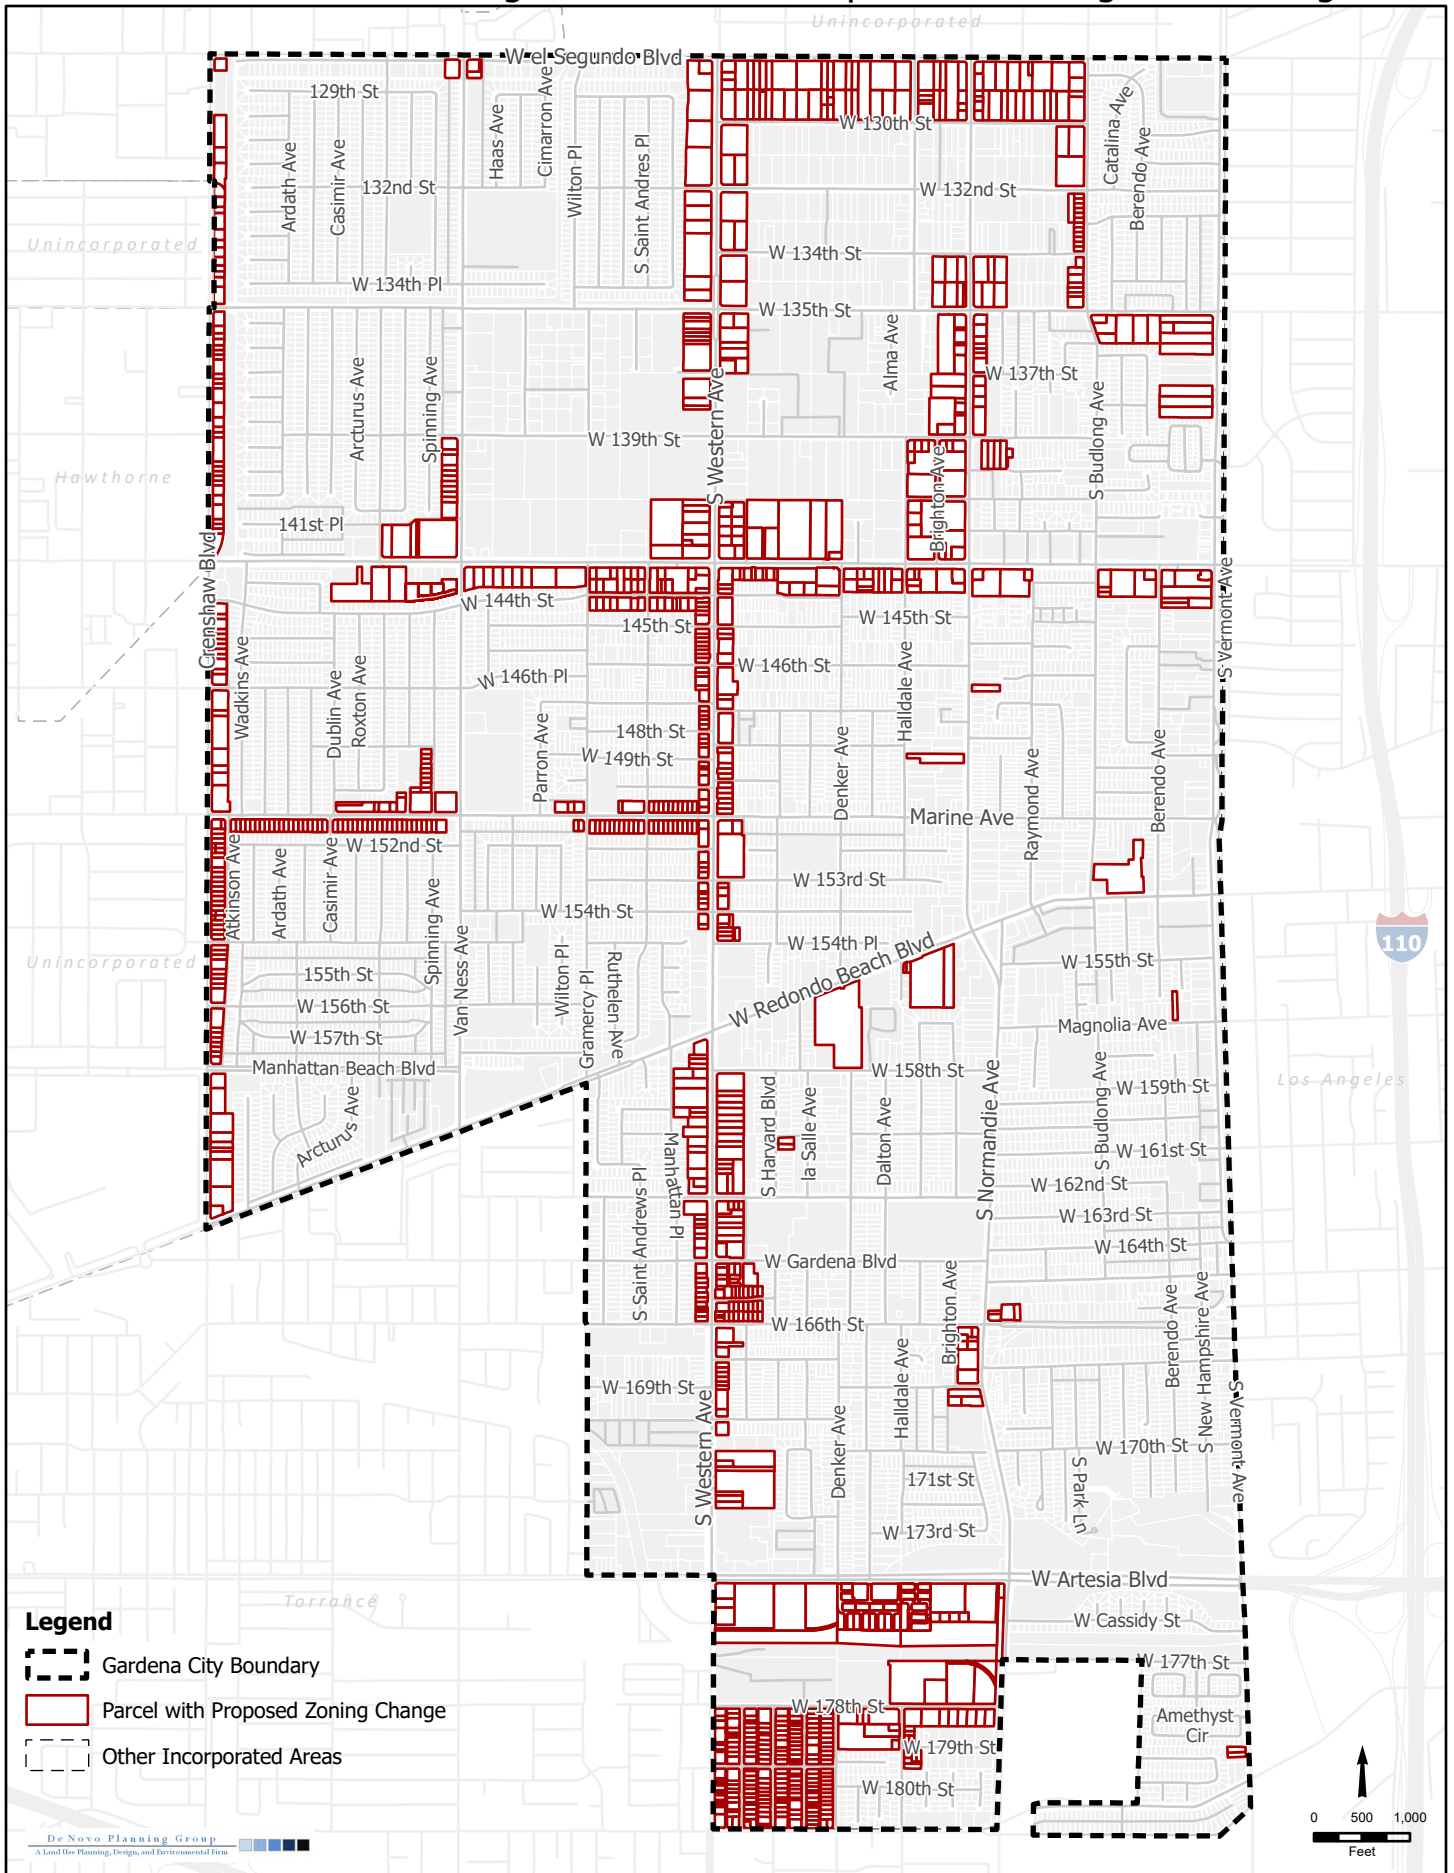 Unincorporated
W el Segundo Blvd
129th St
W 130th St
Ardath Ave
Casimir Ave
Haas Ave
Cimarron Ave
Wilton Pl
S Saint Andres Pl
Catalina Ave
Berendo Ave
132nd St
W 132nd St
Unincorporated
W 134th St
W 134th Pl
W 135th St
Arcturus Ave
Spinning Ave
S Western Ave
Alma Ave
W 137th St
S Budlong Ave
W 139th St
Hawthorne
Brighton Ave
141st Pl
Crenshaw Blvd
S Vermont Ave
W 144th St
145th St
W 145th St
Wadkins Ave
Dublin Ave
Roxton Ave
W 146th Pl
W 146th St
Halldale Ave
148th St
W 149th St
Parron Ave
Denker Ave
Raymond Ave
Berendo Ave
Marine Ave
W 152nd St
Atkinson Ave
Ardath Ave
Casimir Ave
Spinning Ave
W 153rd St
W 154th St
W 154th Pl
W Redondo Beach Blvd
110
Unincorporated
155th St
W 155th St
Van Ness Ave
Wilton Pl
Gramercy Pl
Ruthelen Ave
W 156th St
W 157th St
Magnolia Ave
Manhattan Beach Blvd
W 158th St
Los Angeles
W 159th St
Arcturus Ave
Manhattan Pl
S Harvard Blvd
la Salle Ave
Dalton Ave
S Normandie Ave
S Budlong Ave
W 161st St
W 162nd St
S Saint Andrews Pl
W 163rd St
W 164th St
W Gardena Blvd
Brighton Ave
Berendo Ave
S New Hampshire Ave
W 166th St
Halldale Ave
W 169th St
S Western Ave
Denker Ave
S Vermont Ave
W 170th St
171st St
S Park Ln
W 173rd St
W Artesia Blvd
Torrance
W Cassidy St
W 177th St
W 178th St
Amethyst
Cir
W 179th St
W 180th St
Legend
Gardena City Boundary
Parcel with Proposed Zoning Change
Other Incorporated Areas
De Novo Planning Group
A Land Use Planning, Design, and Environmental Firm
0 500 1,000
Feet